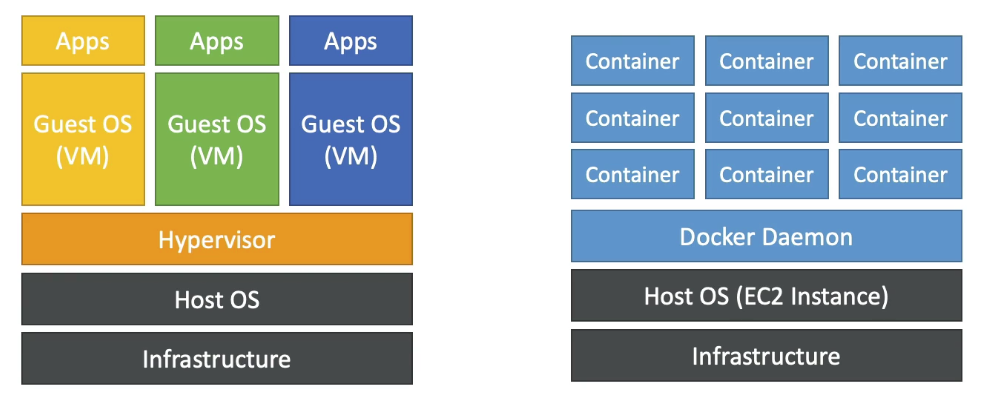 Apps
Apps
Apps
Guest OS
(VM)
Guest OS
(VM)
Guest OS
(VM)
Hypervisor
Host OS
Infrastructure
Container
Container
Container
Container
Container
Container
Container
Container
Container
Docker Daemon
Host OS (EC2 Instance)
Infrastructure